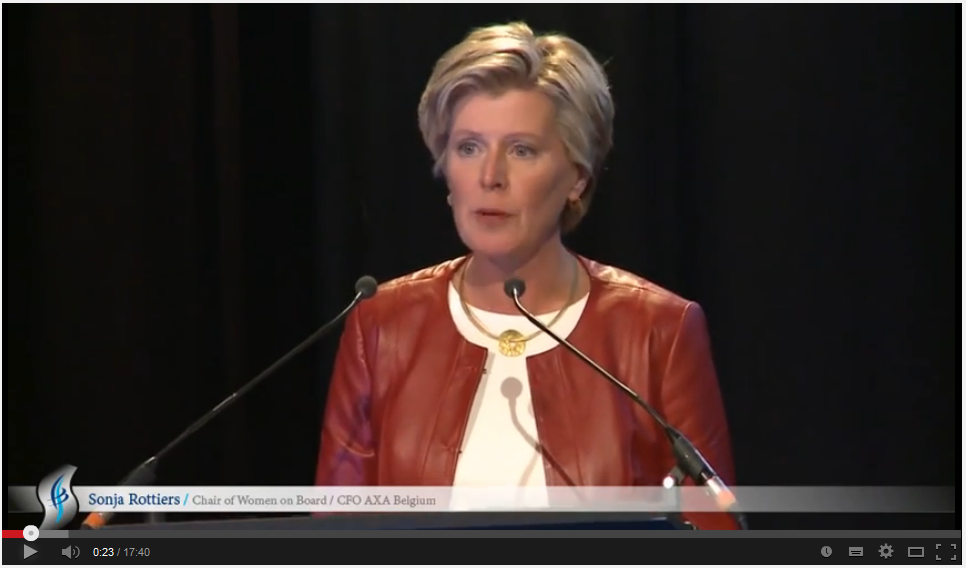 Sonja Rottiers / Chair of Women on Board / CFO AXA Belgium
0:23 / 17:40